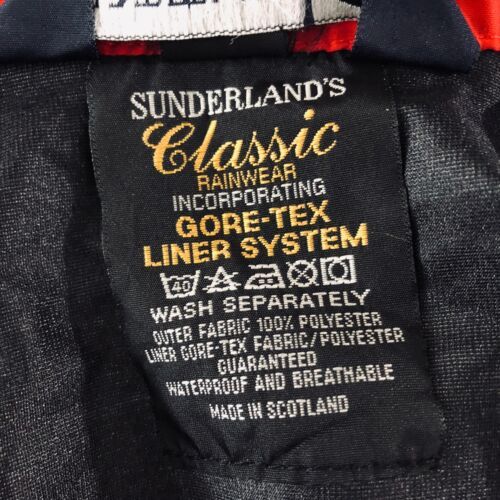 SUNDERLAND'S
Classic
RAINWEAR
INCORPORATING
GORE-TEX
LINER SYSTEM
40
WASH SEPARATELY
OUTER FABRIC 100% POLYESTER
LINER GORE-TEX FABRIC/POLYESTER
GUARANTEED
WATERPROOF AND BREATHABLE
MADE IN SCOTLAND